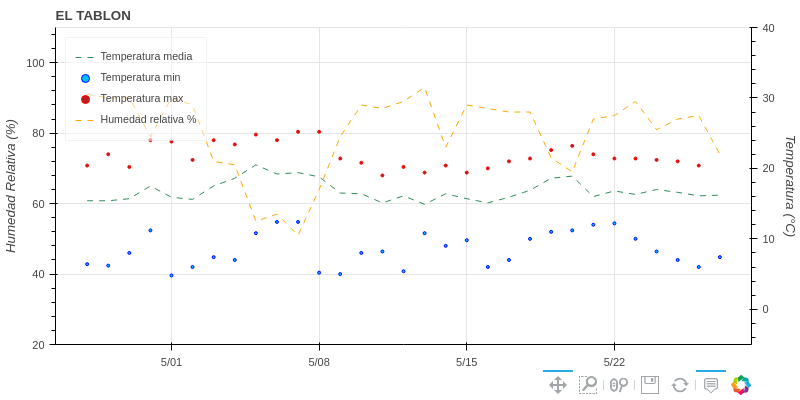 EL TABLON
Temperatura media
Temperatura min
Temperatura max
Humedad relativa %
Humedad Relativa (%)
100
80
60
40
20
40
30
20
10
0
Temperatura (°C)
5/01
5/08
5/15
5/22